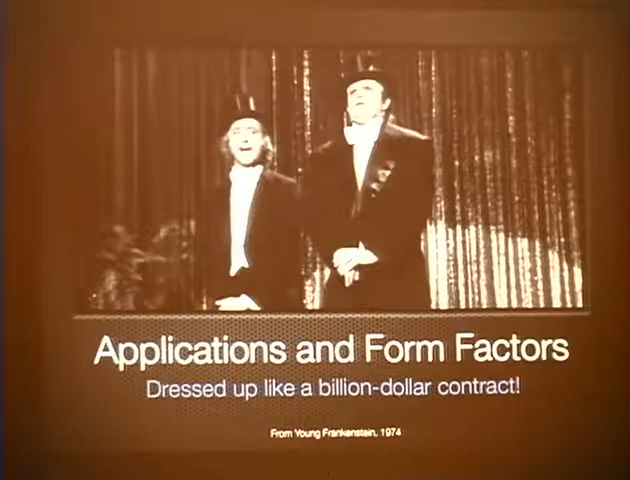 Applications and Form Factors
Dressed up like a billion-dollar contract!
From Young Frankenstein, 1974